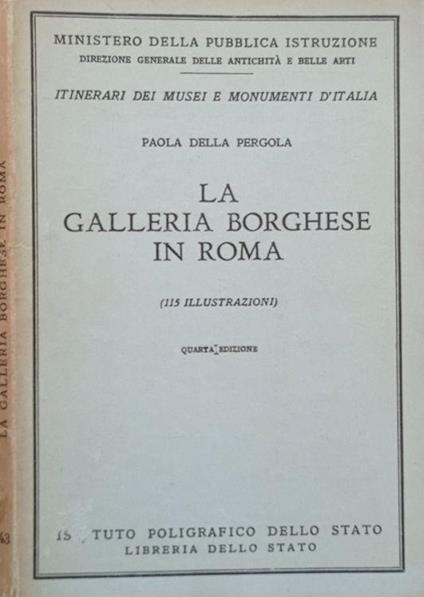 MINISTERO DELLA PUBBLICA ISTRUZIONE
DIREZIONE GENERALE DELLE ANTICHITÀ E BELLE ARTI
ITINERARI DEI MUSEI E MONUMENTI D'ITALIA
PAOLA DELLA PERGOLA
LA
GALLERIA BORGHESE
IN ROMA
(115 ILLUSTRAZIONI)
QUARTA EDIZIONE
IS TUTO POLIGRAFICO DELLO STATO
LIBRERIA DELLO STATO
LA GALLERIA BORGHESE IN ROMA
43